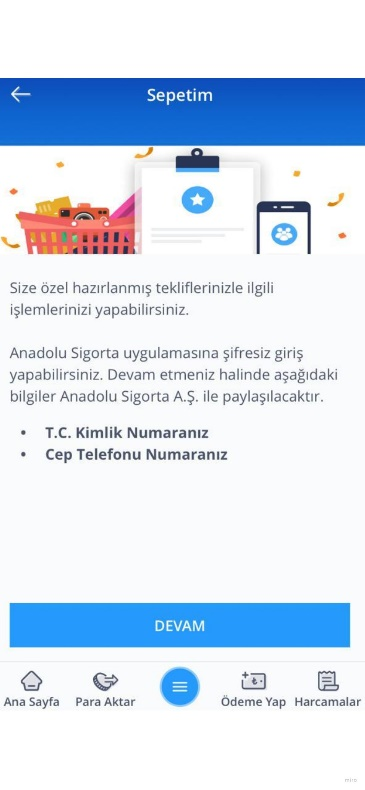 Sepetim
Size özel hazırlanmış tekliflerinizle ilgili
işlemlerinizi yapabilirsiniz.
Anadolu Sigorta uygulamasına şifresiz giriş
yapabilirsiniz. Devam etmeniz halinde aşağıdaki
bilgiler Anadolu Sigorta A.Ş. ile paylaşılacaktır.
• T.C. Kimlik Numaranız
• Cep Telefonu Numaranız
DEVAM
Ana Sayfa Para Aktar Ödeme Yap Harcamalar